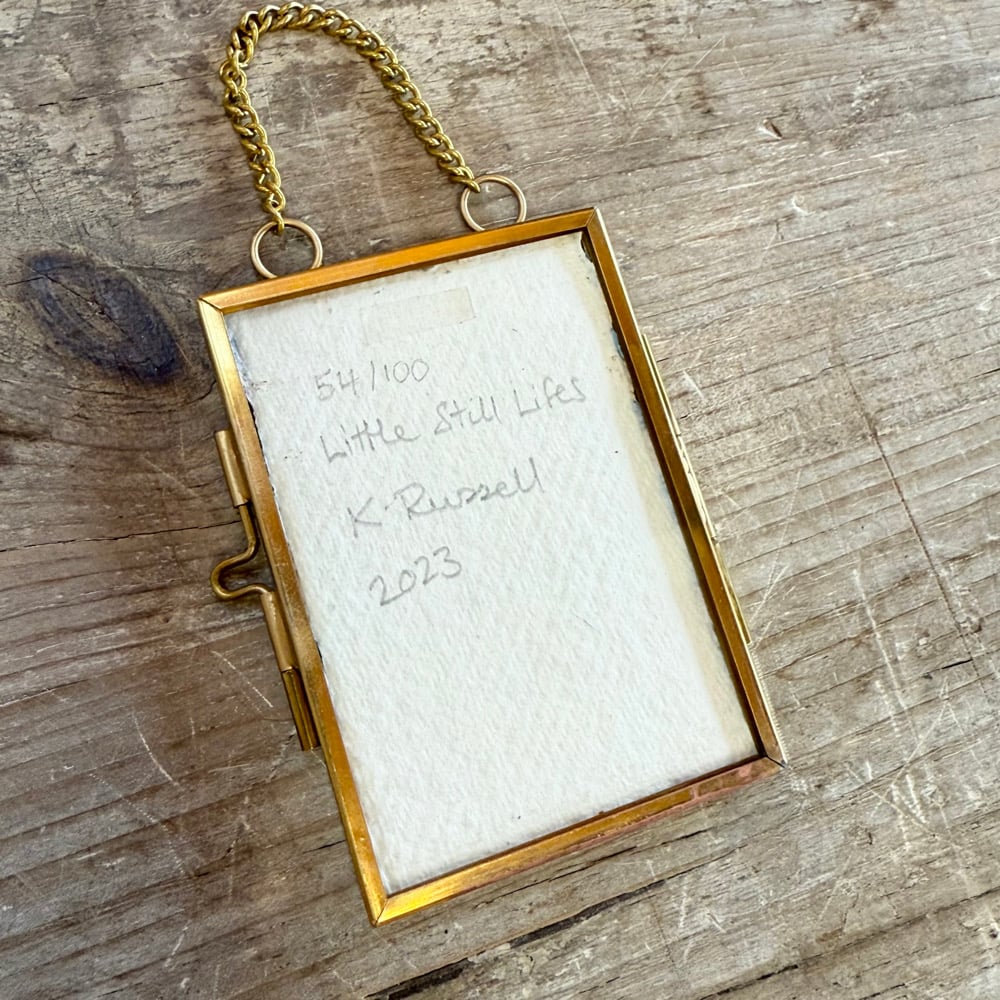 54/100
Little Still Lifes
K. Russell
2023